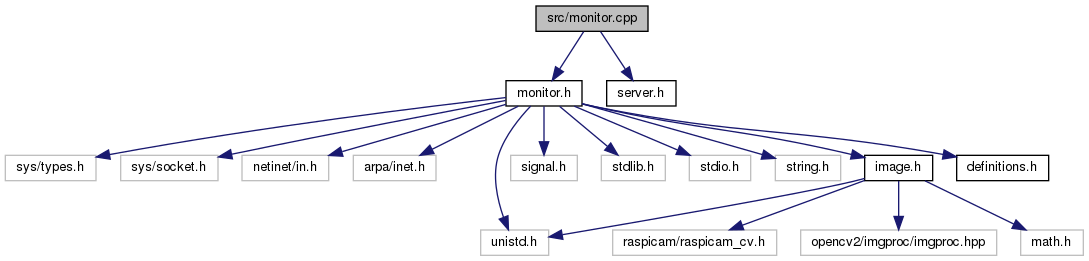 src/monitor.cpp
monitor.h
server.h
sys/types.h
sys/socket.h
netinet/in.h
arpa/inet.h
signal.h
stdlib.h
stdio.h
string.h
image.h
definitions.h
unistd.h
raspicam/raspicam_cv.h
opencv2/imgproc/imgproc.hpp
math.h